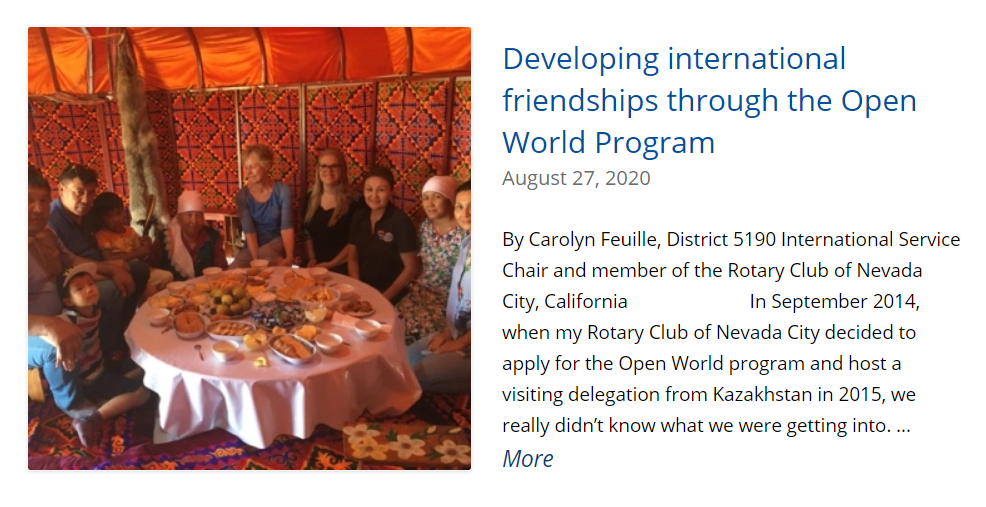 Developing international
friendships through the Open
World Program
August 27, 2020
By Carolyn Feuille, District 5190 International Service
Chair and member of the Rotary Club of Nevada
City, California In September 2014,
when my Rotary Club of Nevada City decided to
apply for the Open World program and host a
visiting delegation from Kazakhstan in 2015, we
really didn’t know what we were getting into. ...
More